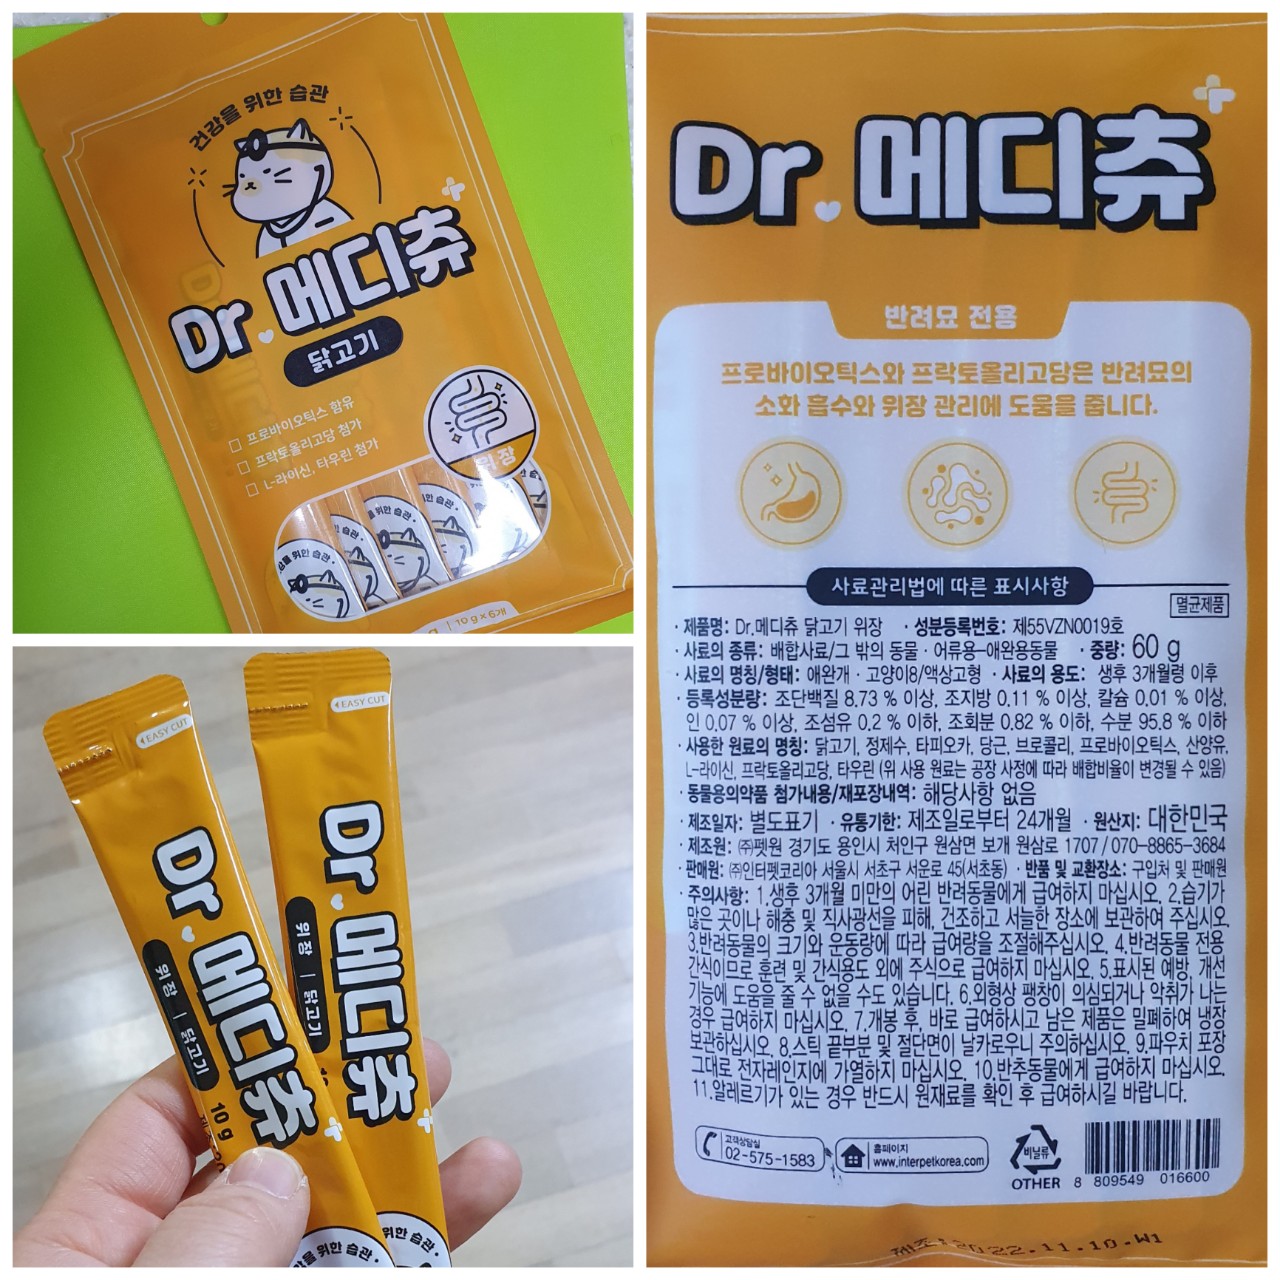 건강을 위한 습관
Dr.메디츄
닭고기
□ 프로바이오틱스 함유
□ 프락토올리고당 첨가
□ L-라이신, 타우린 첨가
위장
10g×6개
EASY CUT
Dr.메디츄
위장 | 닭고기
10g
EASY CUT
Dr.메디츄
위장 | 닭고기
Dr.메디츄
반려묘 전용
프로바이오틱스와 프락토올리고당은 반려묘의
소화 흡수와 위장 관리에 도움을 줍니다.
사료관리법에 따른 표시사항
멸균제품
· 제품명: Dr.메디츄 닭고기 위장 · 성분등록번호: 제55VZN0019호
· 사료의 종류: 배합사료/그 밖의 동물·어류용-애완용동물 · 중량: 60 g
· 사료의 명칭/형태: 애완개·고양이8/액상고형 · 사료의 용도: 생후 3개월령 이후
· 등록성분량: 조단백질 8.73 % 이상, 조지방 0.11 % 이상, 칼슘 0.01 % 이상,
인 0.07 % 이상, 조섬유 0.2 % 이하, 조회분 0.82 % 이하, 수분 95.8 % 이하
· 사용한 원료의 명칭: 닭고기, 정제수, 타피오카, 당근, 브로콜리, 프로바이오틱스, 산양유,
L-라이신, 프락토올리고당, 타우린 (위 사용 원료는 공장 사정에 따라 배합비율이 변경될 수 있음)
· 동물용의약품 첨가내용/재포장내역: 해당사항 없음
· 제조일자: 별도표기 · 유통기한: 제조일로부터 24개월 · 원산지: 대한민국
· 제조원: ㈜펫원 경기도 용인시 처인구 원삼면 보개 원삼로 1707 / 070-8865-3684
· 판매원: ㈜인터펫코리아 서울시 서초구 서운로 45(서초동) · 반품 및 교환장소: 구입처 및 판매원
· 주의사항: 1.생후 3개월 미만의 어린 반려동물에게 급여하지 마십시오. 2.습기가
많은 곳이나 해충 및 직사광선을 피해, 건조하고 서늘한 장소에 보관하여 주십시오.
3.반려동물의 크기와 운동량에 따라 급여량을 조절해주십시오. 4.반려동물 전용
간식이므로 훈련 및 간식용도 외에 주식으로 급여하지 마십시오. 5.표시된 예방, 개선
기능에 도움을 줄 수 없을 수도 있습니다. 6.외형상 팽창이 의심되거나 악취가 나는
경우 급여하지 마십시오. 7.개봉 후, 바로 급여하시고 남은 제품은 밀폐하여 냉장
보관하십시오. 8.스틱 끝부분 및 절단면이 날카로우니 주의하십시오. 9.파우치 포장
그대로 전자레인지에 가열하지 마십시오. 10.반추동물에게 급여하지 마십시오.
11.알레르기가 있는 경우 반드시 원재료를 확인 후 급여하시길 바랍니다.
고객상담실
02-575-1583
홈페이지
www.interpetkorea.com
비닐류
OTHER
8 809549 016600
제조:2022.11.10.W1